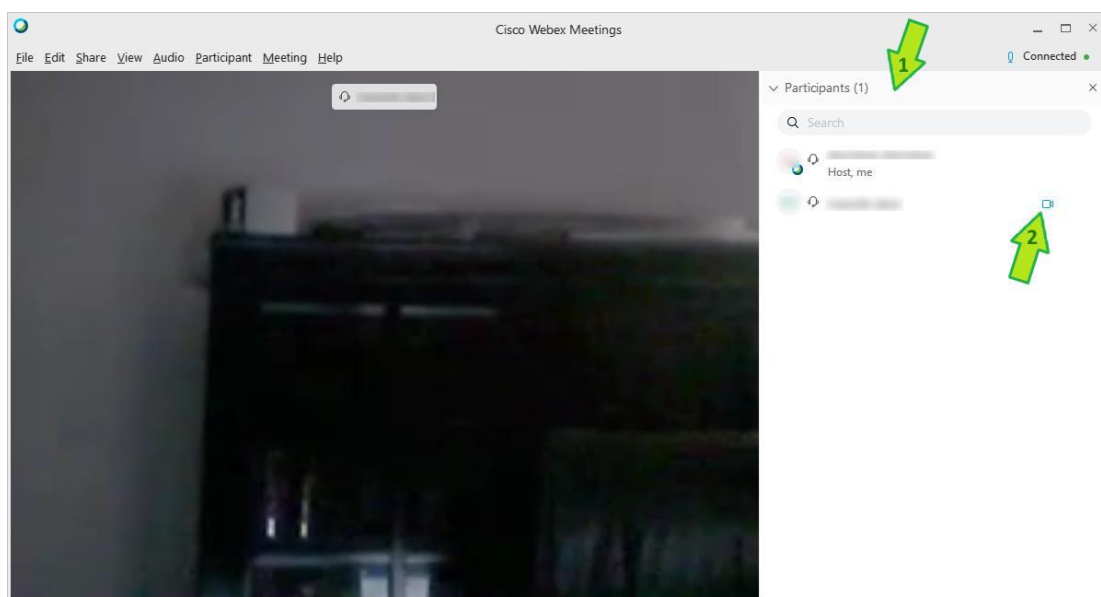 Cisco Webex Meetings
File Edit Share View Audio Participant Meeting Help
Connected
1
Participants (1)
Search
Host, me
2